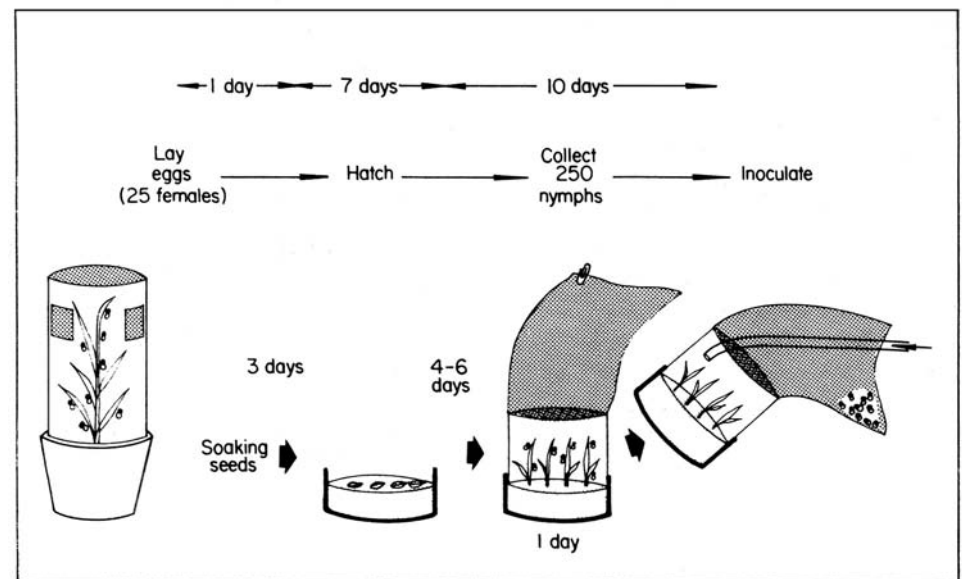 1 day
7 days
10 days
Lay
eggs
(25 females)
Hatch
Collect
250
nymphs
Inoculate
3 days
4-6
days
Soaking
seeds
1 day